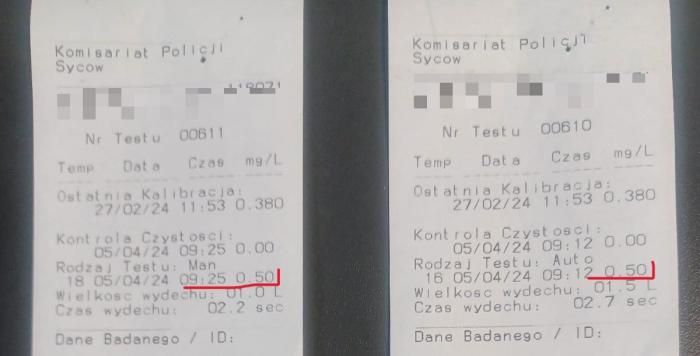 Komisariat Policji
Sycow
Nr Testu 00611
Temp Data Czas mg/L
Ostatnia Kalibracja:
27/02/24 11:53 0.380
Kontrola Czystosci:
05/04/24 09:25 0.00
Rodzaj Testu: Man
18 05/04/24 09:25 0.50
Wielkosc wydechu: 01.0 L
Czas wydechu: 02.2 sec
Dane Badanego / ID:
Komisariat Policji
Sycow
Nr Testu 00610
Temp Data Czas mg/L
Ostatnia Kalibracja:
27/02/24 11:53 0.380
Kontrola Czystosci:
05/04/24 09:12 0.00
Rodzaj Testu: Auto
16 05/04/24 09:12 0.50
Wielkosc wydechu: 01.5 L
Czas wydechu: 02.7 sec
Dane Badanego / ID: